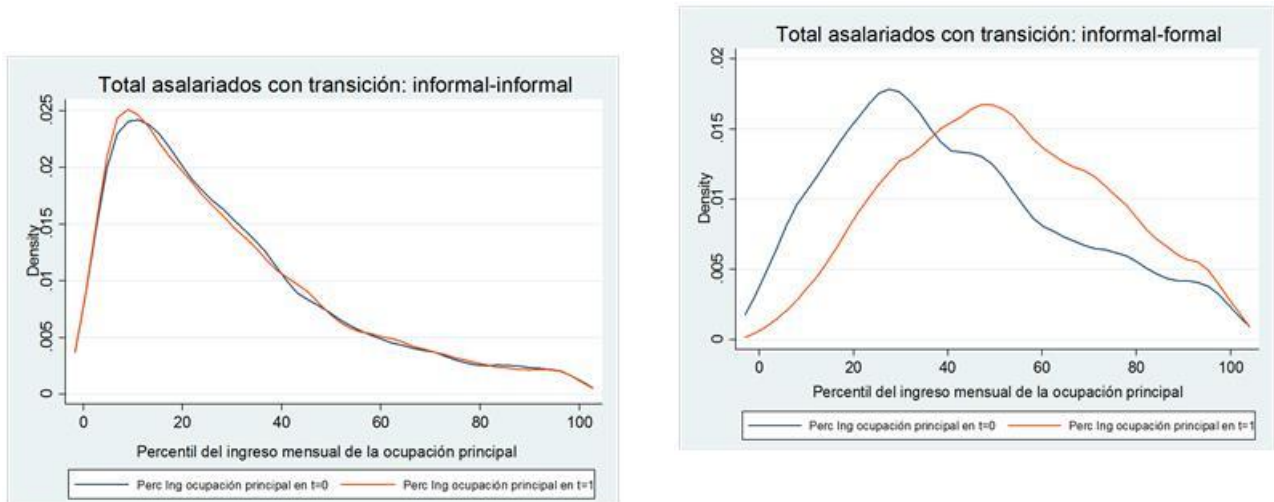 Total asalariados con transición: informal-informal
Density
0
.005
.01
.015
.02
.025
0
20
40
60
80
100
Percentil del ingreso mensual de la ocupación principal
Perc Ing ocupación principal en t=0
Perc Ing ocupación principal en t=1
Total asalariados con transición: informal-formal
Density
0
.005
.01
.015
.02
0
20
40
60
80
100
Percentil del ingreso mensual de la ocupación principal
Perc Ing ocupación principal en t=0
Perc Ing ocupación principal en t=1